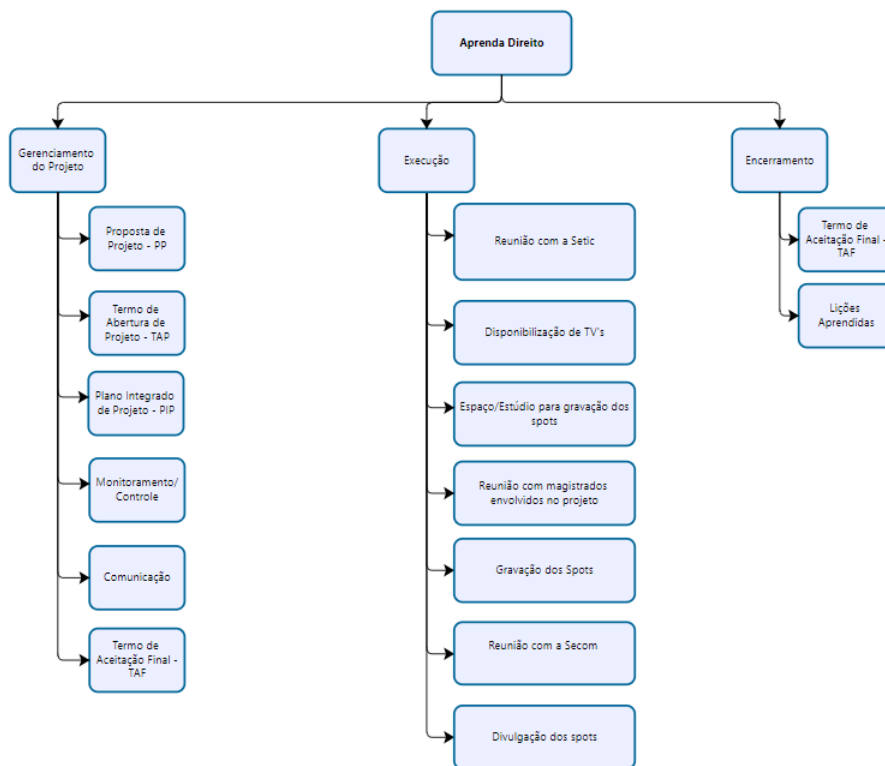 Aprenda Direito
Gerenciamento
do Projeto
Proposta de
Projeto - PP
Termo de
Abertura de
Projeto - TAP
Plano Integrado
de Projeto - PIP
Monitoramento/
Controle
Comunicação
Termo de
Aceitação Final -
TAF
Execução
Reunião com a Setic
Disponibilização de TV's
Espaço/Estúdio para gravação dos
spots
Reunião com magistrados
envolvidos no projeto
Gravação dos Spots
Reunião com a Secom
Divulgação dos spots
Encerramento
Termo de
Aceitação Final -
TAF
Lições
Aprendidas